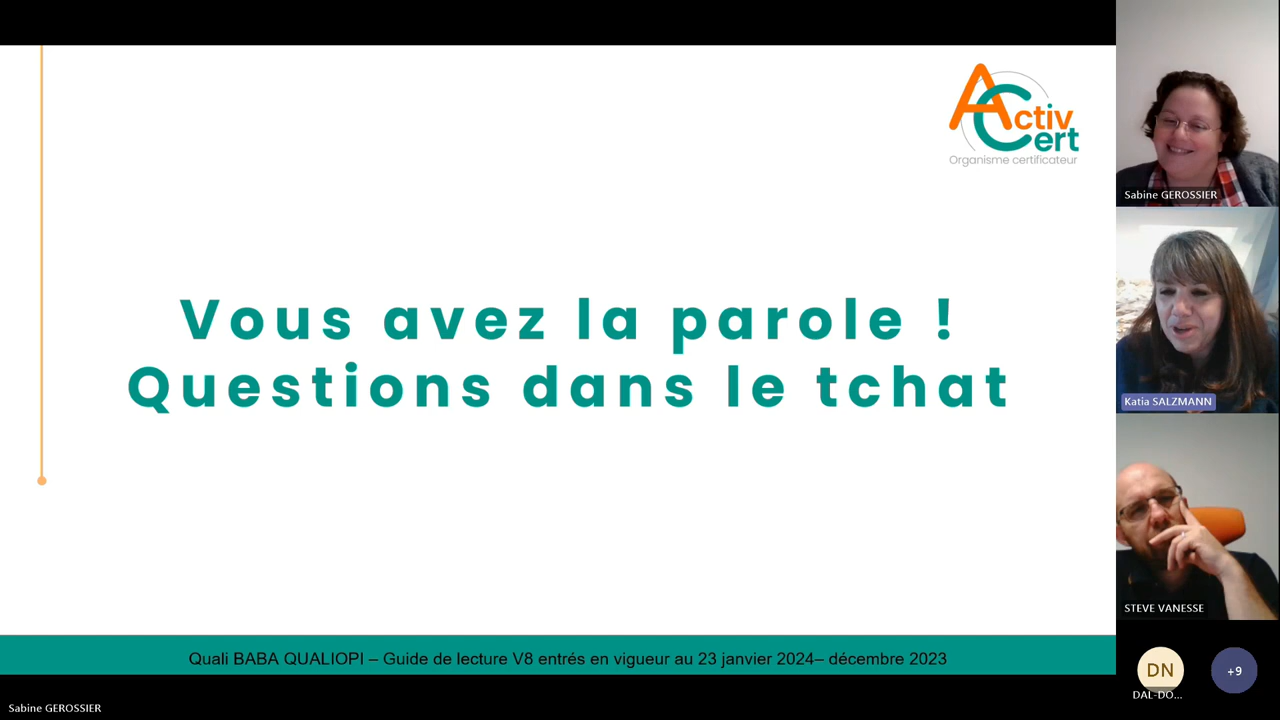 ACtiv
Cert
Organisme certificateur
Vous avez la parole !
Questions dans le tchat
Quali BABA QUALIOPI – Guide de lecture V8 entrés en vigueur au 23 janvier 2024– décembre 2023
Sabine GEROSSIER
Sabine GEROSSIER
Katia SALZMANN
STEVE VANESSE
DN
DAL-DO...
+9